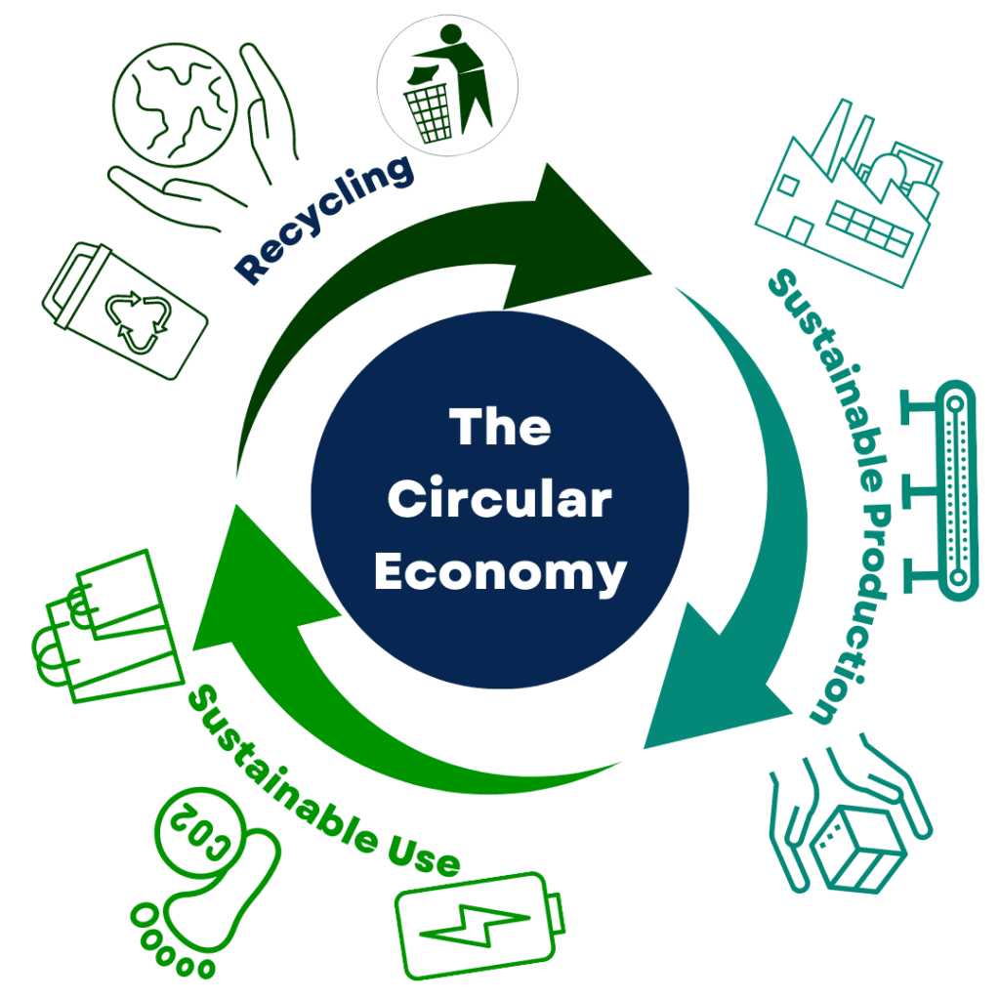 Recycling
Sustainable Production
The
Circular
Economy
Sustainable Use
CO2